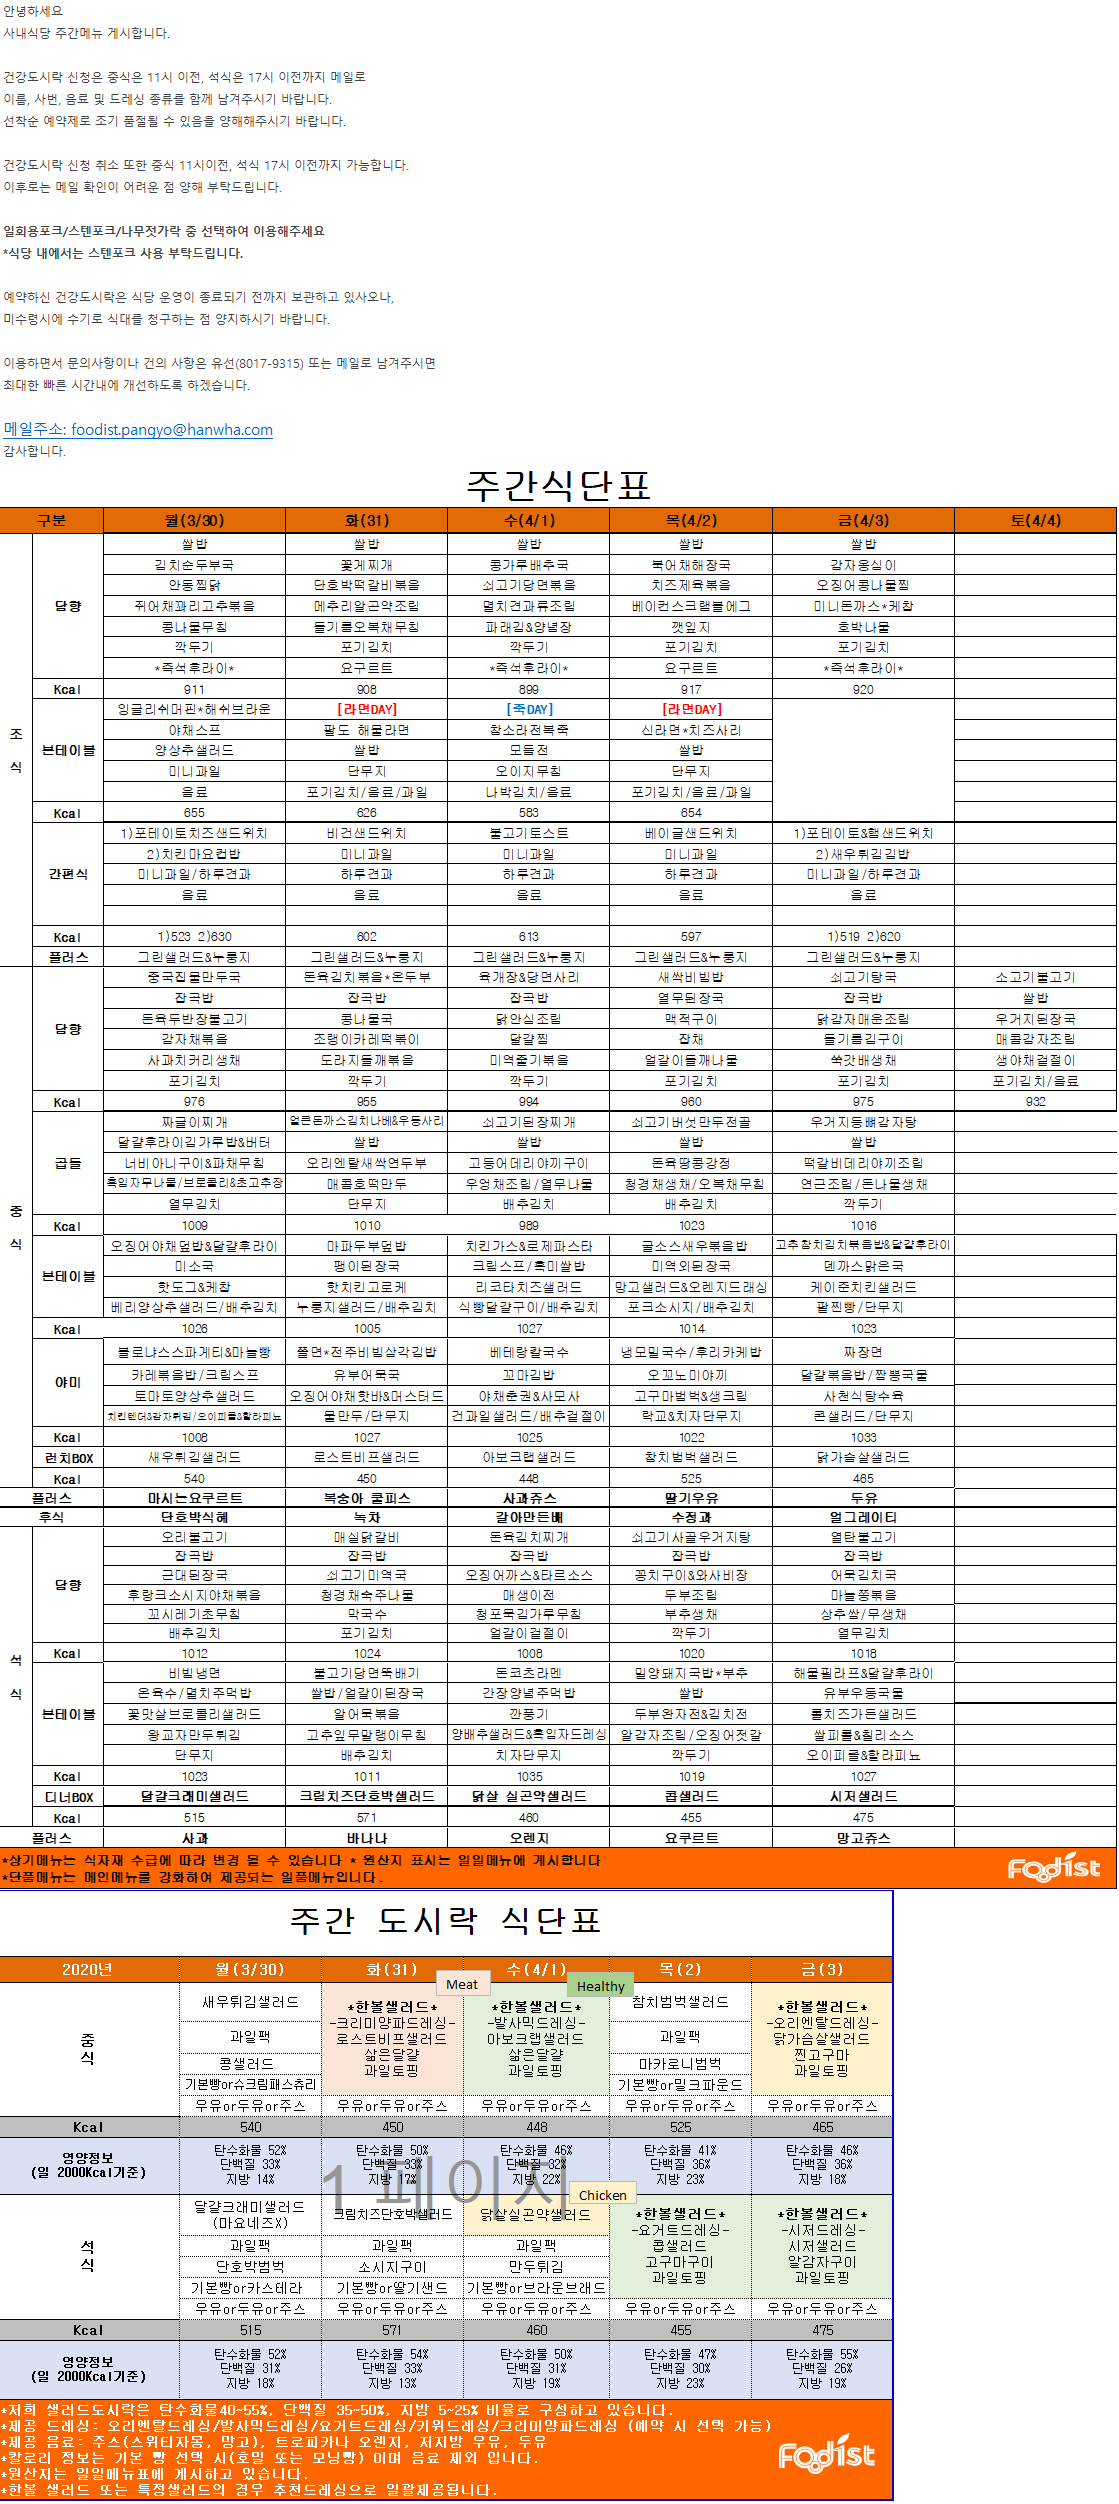 안녕하세요
사내식당 주간메뉴 게시합니다.
건강도시락 신청은 중식은 11시 이전, 석식은 17시 이전까지 메일로
이름, 사번, 음료 및 드레싱 종류를 함께 남겨주시기 바랍니다.
선착순 예약제로 조기 품절될 수 있음을 양해해주시기 바랍니다.
건강도시락 신청 취소 또한 중식 11시이전, 석식 17시 이전까지 가능합니다.
이후로는 메일 확인이 어려운 점 양해 부탁드립니다.
일회용포크/스텐포크/나무젓가락 중 선택하여 이용해주세요
*식당 내에서는 스텐포크 사용 부탁드립니다.
예약하신 건강도시락은 식당 운영이 종료되기 전까지 보관하고 있사오나,
미수령시에 수기로 식대를 청구하는 점 양지하시기 바랍니다.
이용하면서 문의사항이나 건의 사항은 유선(8017-9315) 또는 메일로 남겨주시면
최대한 빠른 시간내에 개선하도록 하겠습니다.
메일주소: foodist.pangyo@hanwha.com
감사합니다.
주간식단표
구분 월(3/30) 화(31) 수(4/1) 목(4/2) 금(4/3) 토(4/4)
조식
담향
쌀밥 쌀밥 쌀밥 쌀밥 쌀밥
김치순두부국 꽃게찌개 콩가루배추국 북어채해장국 감자옹심이
안동찜닭 단호박떡갈비볶음 쇠고기당면볶음 치즈제육볶음 오징어콩나물찜
쥐어채꽈리고추볶음 메추리알곤약조림 멸치견과류조림 베이컨스크램블에그 미니돈까스*케찹
콩나물무침 들기름오복채무침 파래김&양념장 깻잎지 호박나물
깍두기 포기김치 깍두기 포기김치 포기김치
*즉석후라이* 요구르트 *즉석후라이* 요구르트 *즉석후라이*
Kcal 911 908 899 917 920
본테이블
잉글리쉬머핀*해쉬브라운 [라면DAY] [죽DAY] [라면DAY]
야채스프 팔도 해물라면 참소라전복죽 신라면*치즈사리
양상추샐러드 쌀밥 모듬전 쌀밥
미니과일 단무지 오이지무침 단무지
음료 포기김치/음료/과일 나박김치/음료 포기김치/음료/과일
Kcal 655 626 583 654
간편식
1)포테이토치즈샌드위치 비건샌드위치 불고기토스트 베이글샌드위치 1)포테이토&햄샌드위치
2)치킨마요컵밥 미니과일 미니과일 미니과일 2)새우튀김김밥
미니과일/하루견과 하루견과 하루견과 하루견과 미니과일/하루견과
음료 음료 음료 음료 음료
Kcal 1)523 2)630 602 613 597 1)519 2)620
플러스 그린샐러드&누룽지 그린샐러드&누룽지 그린샐러드&누룽지 그린샐러드&누룽지 그린샐러드&누룽지
중식
담향
중국집물만두국 돈육김치볶음*온두부 육개장&당면사리 새싹비빔밥 쇠고기탕국 소고기불고기
잡곡밥 잡곡밥 잡곡밥 열무된장국 잡곡밥 쌀밥
돈육두반장불고기 콩나물국 닭안심조림 맥적구이 닭감자매운조림 우거지된장국
감자채볶음 조랭이카레떡볶이 달걀찜 잡채 들기름김구이 매콤감자조림
사과치커리생채 도라지들깨볶음 미역줄기볶음 얼갈이들깨나물 쑥갓배생채 생야채겉절이
포기김치 깍두기 깍두기 포기김치 포기김치 포기김치/음료
Kcal 976 955 994 960 975 932
곱들
짜글이찌개 얼큰돈까스김치나베&우동사리 쇠고기된장찌개 쇠고기버섯만두전골 우거지등뼈감자탕
달걀후라이김가루밥&버터 쌀밥 쌀밥 쌀밥 쌀밥
너비아니구이&파채무침 오리엔탈새싹연두부 고등어데리야끼구이 돈육땅콩강정 떡갈비데리야끼조림
흑임자무나물/브로콜리&초고추장 매콤호떡만두 우엉채조림/열무나물 청경채생채/오복채무침 연근조림/돈나물생채
열무김치 단무지 배추김치 배추김치 깍두기
Kcal 1009 1010 989 1023 1016
본테이블
오징어야채덮밥&달걀후라이 마파두부덮밥 치킨가스&로제파스타 굴소스새우볶음밥 고추참치김치볶음밥&달걀후라이
미소국 팽이된장국 크림스프/흑미쌀밥 미역외된장국 덴까스맑은국
핫도그&케찹 핫치킨고로케 리코타치즈샐러드 망고샐러드&오렌지드래싱 케이준치킨샐러드
베리양상추샐러드/배추김치 누룽지샐러드/배추김치 식빵달걀구이/배추김치 포크소시지/배추김치 팥찐빵/단무지
Kcal 1026 1005 1027 1014 1023
야미
볼로냐스스파게티&마늘빵 쫄면*전주비빔삼각김밥 베테랑칼국수 냉모밀국수/후리카케밥 짜장면
카레볶음밥/크림스프 유부어묵국 꼬마김밥 오꼬노미야끼 달걀볶음밥/짬뽕국물
토마토양상추샐러드 오징어야채핫바&머스터드 야채춘권&사모사 고구마범벅&생크림 사천식탕수육
치킨텐더&감자튀김/오이피클&할라피뇨 물만두/단무지 건과일샐러드/배추겉절이 락교&치자단무지 콘샐러드/단무지
Kcal 1008 1027 1025 1022 1033
런치BOX 새우튀김샐러드 로스트비프샐러드 아보크랩샐러드 참치범벅샐러드 닭가슴살샐러드
Kcal 540 450 448 525 465
플러스 마시는요쿠르트 복숭아 쿨피스 사과쥬스 딸기우유 두유
후식 단호박식혜 녹차 갈아만든배 수정과 얼그레이티
석식
담향
오리불고기 매실닭갈비 돈육김치찌개 쇠고기사골우거지탕 열탄불고기
잡곡밥 잡곡밥 잡곡밥 잡곡밥 잡곡밥
근대된장국 쇠고기미역국 오징어까스&타르소스 꽁치구이&와사비장 어묵김치국
후랑크소시지야채볶음 청경채숙주나물 매생이전 두부조림 마늘쫑볶음
꼬시레기초무침 막국수 청포묵김가루무침 부추생채 상추쌈/무생채
배추김치 포기김치 얼갈이겉절이 깍두기 열무김치
Kcal 1012 1024 1008 1020 1018
본테이블
비빔냉면 불고기당면뚝배기 돈코츠라멘 밀양돼지국밥*부추 해물필라프&달걀후라이
온육수/멸치주먹밥 쌀밥/얼갈이된장국 간장양념주먹밥 쌀밥 유부우동국물
꽃맛살브로콜리샐러드 알어묵볶음 깐풍기 두부완자전&김치전 롤치즈가든샐러드
왕교자만두튀김 고추잎무말랭이무침 양배추샐러드&흑임자드레싱 알감자조림/오징어젓갈 쌀피롤&칠리소스
단무지 배추김치 치자단무지 깍두기 오이피클&할라피뇨
Kcal 1023 1011 1035 1019 1027
디너BOX 달걀크래미샐러드 크림치즈단호박샐러드 닭살 실곤약샐러드 콥샐러드 시저샐러드
Kcal 515 571 460 455 475
플러스 사과 바나나 오렌지 요쿠르트 망고쥬스
*상기메뉴는 식자재 수급에 따라 변경 될 수 있습니다 * 원산지 표시는 일일메뉴에 게시합니다
*단품메뉴는 메인메뉴를 강화하여 제공되는 일품메뉴입니다.
Foodist
주간 도시락 식단표
2020년 월(3/30) 화(31) 수(4/1) 목(2) 금(3)
Meat Healthy
중식
새우튀김샐러드 *한볼샐러드* *한볼샐러드* 참치범벅샐러드 *한볼샐러드*
-크리미양파드레싱- -발사믹드레싱- -오리엔탈드레싱-
과일팩 로스트비프샐러드 아보크랩샐러드 과일팩 닭가슴살샐러드
콩샐러드 삶은달걀 삶은달걀 마카로니범벅 찐고구마
기본빵or슈크림패스츄리 과일토핑 과일토핑 기본빵or밀크파운드 과일토핑
우유or두유or주스 우유or두유or주스 우유or두유or주스 우유or두유or주스 우유or두유or주스
Kcal 540 450 448 525 465
영양정보
(일 2000Kcal기준)
탄수화물 52% 탄수화물 50% 탄수화물 46% 탄수화물 41% 탄수화물 46%
단백질 33% 단백질 33% 단백질 32% 단백질 36% 단백질 36%
지방 14% 지방 17% 지방 22% 지방 23% 지방 18%
1 페이지
Chicken
석식
달걀크래미샐러드 크림치즈단호박샐러드 닭살실곤약샐러드 *한볼샐러드* *한볼샐러드*
(마요네즈X) -요거트드레싱- -시저드레싱-
과일팩 과일팩 과일팩 콥샐러드 시저샐러드
단호박범벅 소시지구이 만두튀김 고구마구이 알감자구이
기본빵or카스테라 기본빵or딸기샌드 기본빵or브라운브래드 과일토핑 과일토핑
우유or두유or주스 우유or두유or주스 우유or두유or주스 우유or두유or주스 우유or두유or주스
Kcal 515 571 460 455 475
영양정보
(일 2000Kcal기준)
탄수화물 52% 탄수화물 54% 탄수화물 50% 탄수화물 47% 탄수화물 55%
단백질 31% 단백질 33% 단백질 31% 단백질 30% 단백질 26%
지방 18% 지방 13% 지방 19% 지방 23% 지방 19%
*저희 샐러드도시락은 탄수화물40~55%, 단백질 35~50%, 지방 5~25% 비율로 구성하고 있습니다.
*제공 드레싱: 오리엔탈드레싱/발사믹드레싱/요거트드레싱/키위드레싱/크리미양파드레싱 (예약 시 선택 가능)
*제공 음료: 주스(스위티자몽, 망고), 트로피카나 오렌지, 저지방 우유, 두유
*칼로리 정보는 기본 빵 선택 시(호밀 또는 모닝빵) 이며 음료 제외 입니다.
*원산지는 일일메뉴표에 게시하고 있습니다.
*한볼 샐러드 또는 특정샐러드의 경우 추천드레싱으로 일괄제공됩니다.
Foodist